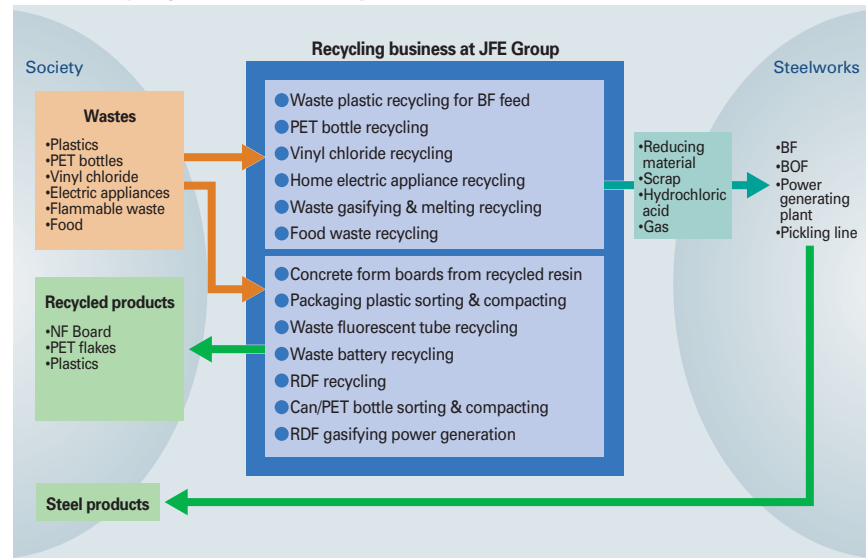 Recycling business at JFE Group
Society
Steelworks
Wastes
•Plastics
•PET bottles
•Vinyl chloride
•Electric appliances
•Flammable waste
•Food
●Waste plastic recycling for BF feed
●PET bottle recycling
●Vinyl chloride recycling
●Home electric appliance recycling
●Waste gasifying & melting recycling
●Food waste recycling
•Reducing
material
•Scrap
•Hydrochloric
acid
•Gas
•BF
•BOF
•Power
generating
plant
•Pickling line
Recycled products
•NF Board
•PET flakes
•Plastics
●Concrete form boards from recycled resin
●Packaging plastic sorting & compacting
●Waste fluorescent tube recycling
●Waste battery recycling
●RDF recycling
●Can/PET bottle sorting & compacting
●RDF gasifying power generation
Steel products